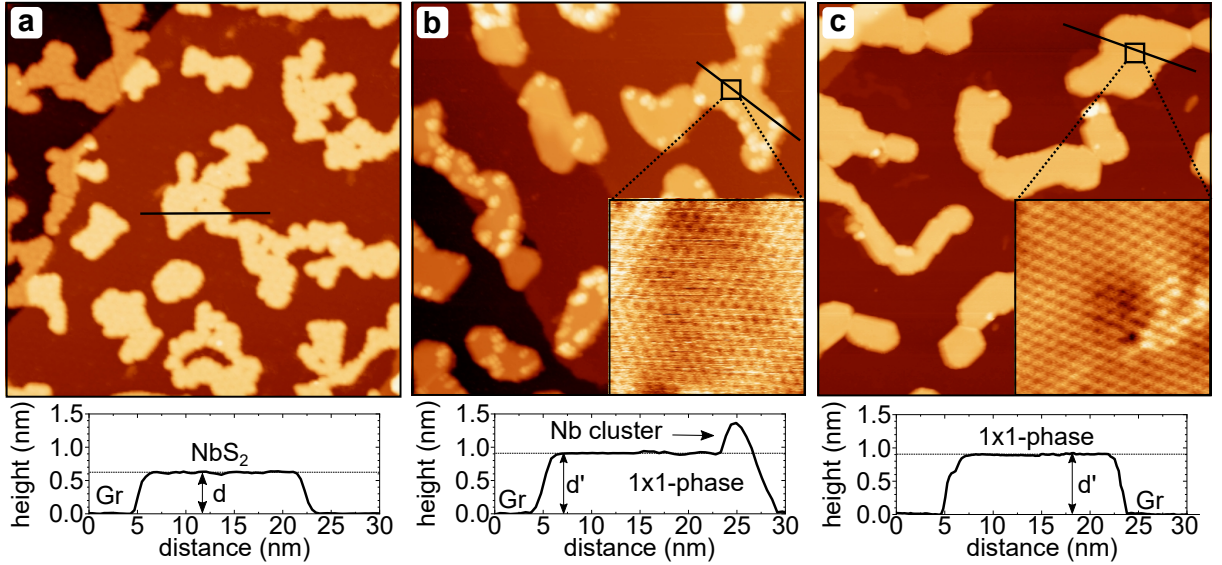 a
b
c
1.5
1.0
0.5
0.0
height (nm)
NbS₂
Gr
d
0 5 10 15 20 25 30
distance (nm)
1.5
1.0
0.5
0.0
height (nm)
Nb cluster
Gr
d'
1x1-phase
0 5 10 15 20 25 30
distance (nm)
1.5
1.0
0.5
0.0
height (nm)
1x1-phase
d'
Gr
0 5 10 15 20 25 30
distance (nm)